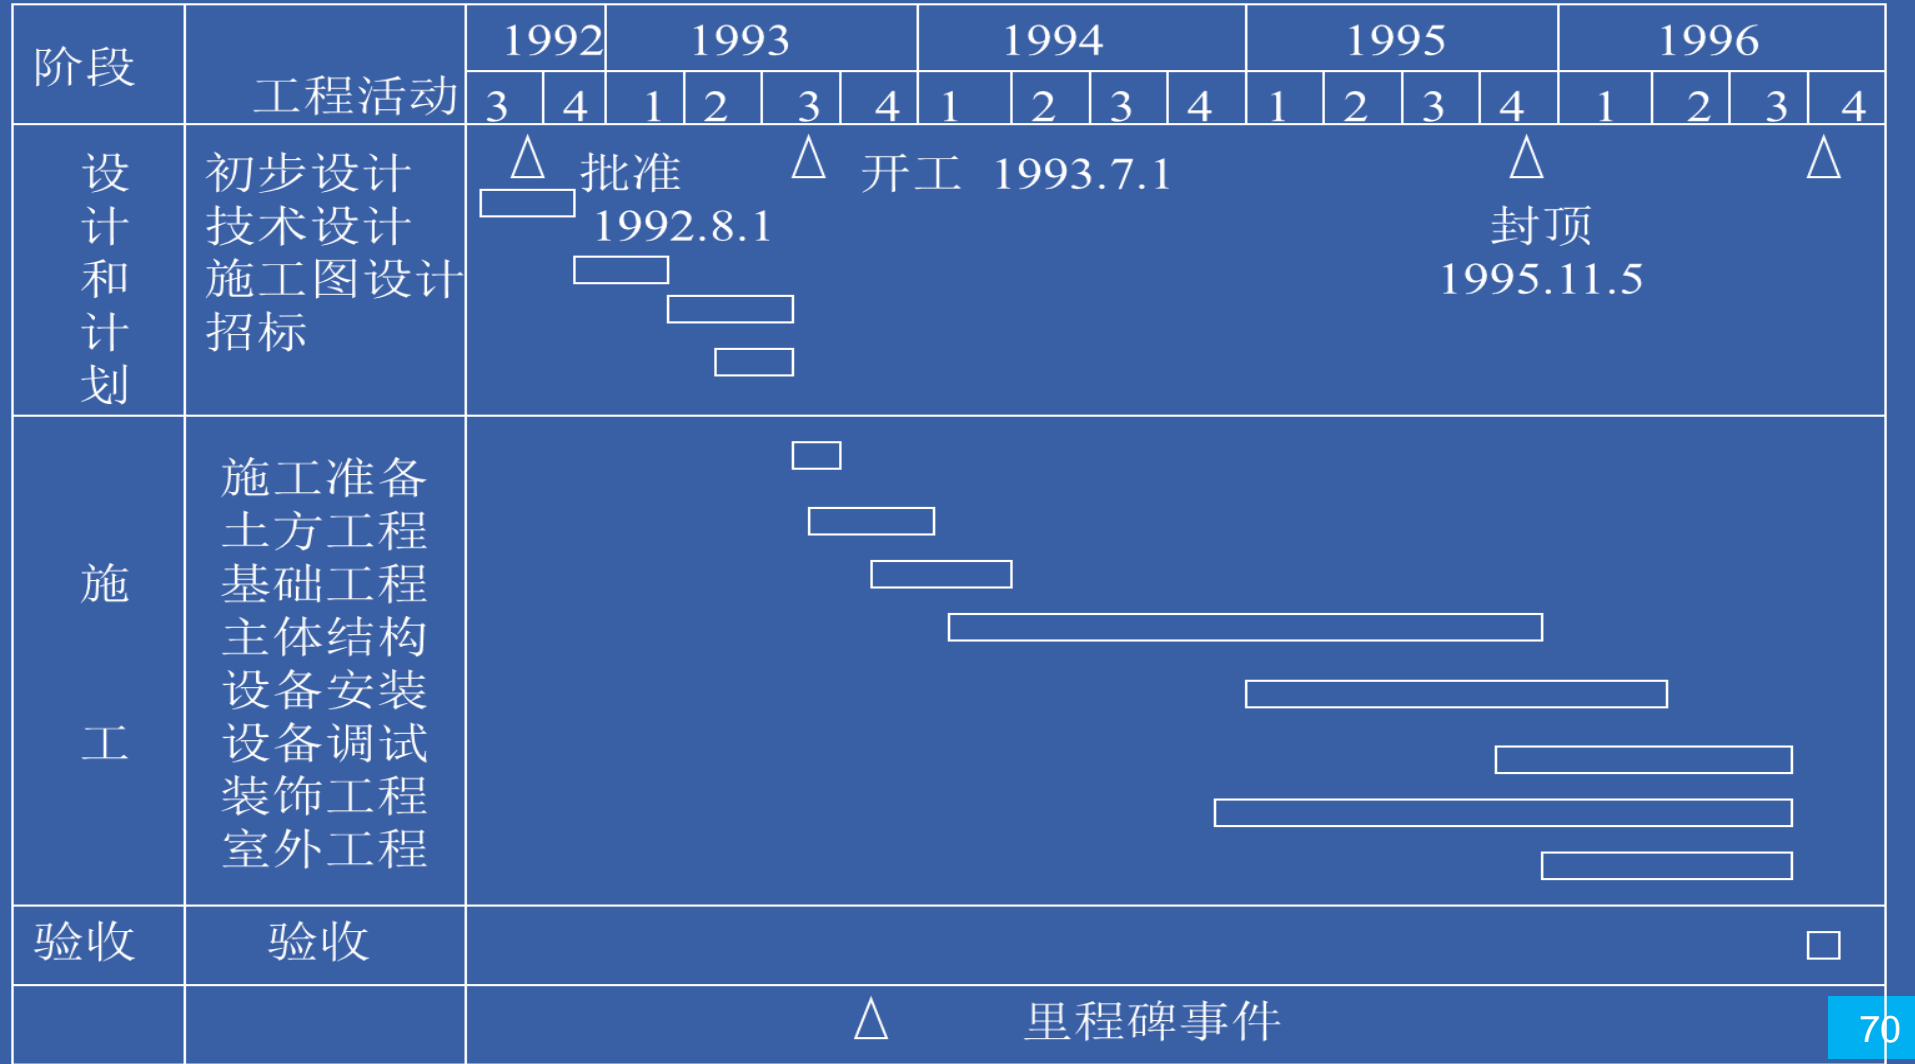 阶段
工程活动
1992 1993 1994 1995 1996
3 4 1 2 3 4 1 2 3 4 1 2 3 4 1 2 3 4
设计和计划
初步设计
技术设计
施工图设计
招标
批准
1992.8.1
开工 1993.7.1
封顶
1995.11.5
施工
施工准备
土方工程
基础工程
主体结构
设备安装
设备调试
装饰工程
室外工程
验收 验收
里程碑事件
70